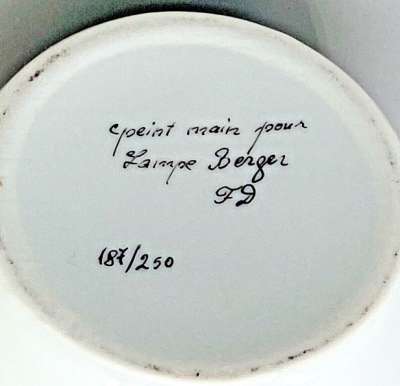 peint main pour
Lampe Berger
FD
187/250